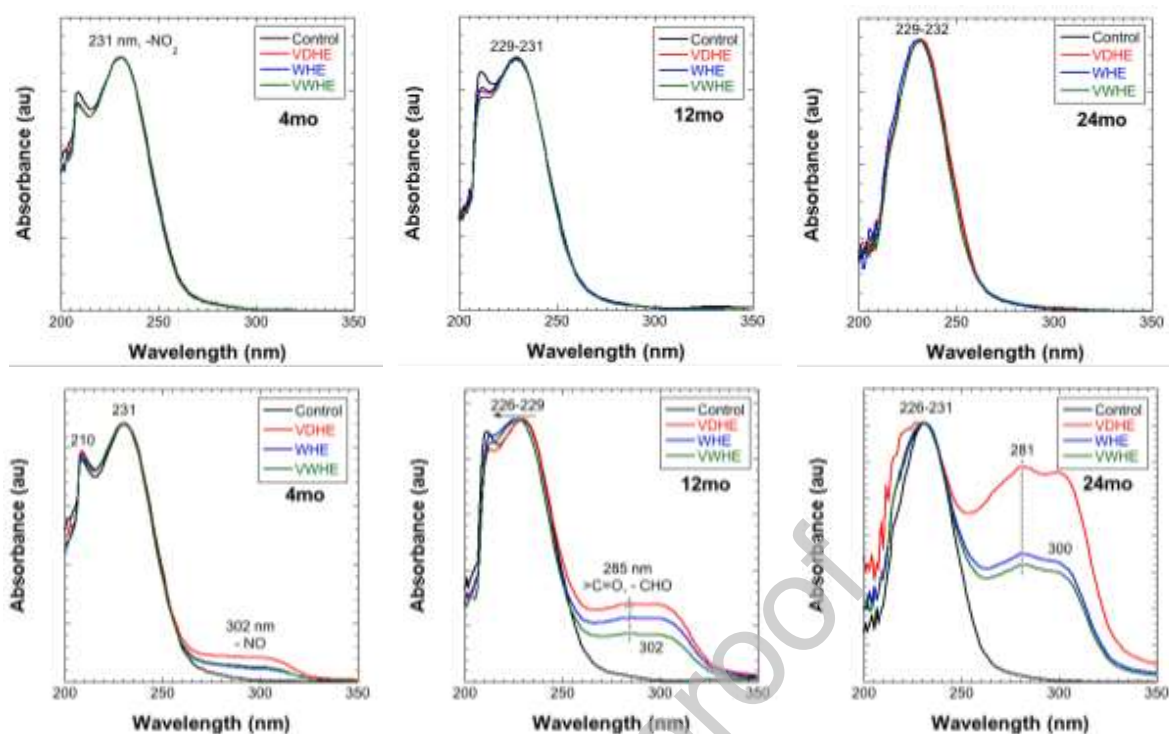 Absorbance (au)
231 nm, -NO2
Control
VDHE
WHE
VWHE
4mo
200 250 300 350
Wavelength (nm)
Absorbance (au)
229-231
Control
VDHE
WHE
VWHE
12mo
200 250 300 350
Wavelength (nm)
Absorbance (au)
229-232
Control
VDHE
WHE
VWHE
24mo
200 250 300 350
Wavelength (nm)
Absorbance (au)
231
210
Control
VDHE
WHE
VWHE
4mo
302 nm
- NO
200 250 300 350
Wavelength (nm)
Absorbance (au)
226-229
Control
VDHE
WHE
VWHE
12mo
285 nm
>C=O, - CHO
302
200 250 300 350
Wavelength (nm)
Absorbance (au)
226-231
Control
VDHE
WHE
VWHE
24mo
281
300
200 250 300 350
Wavelength (nm)
roof